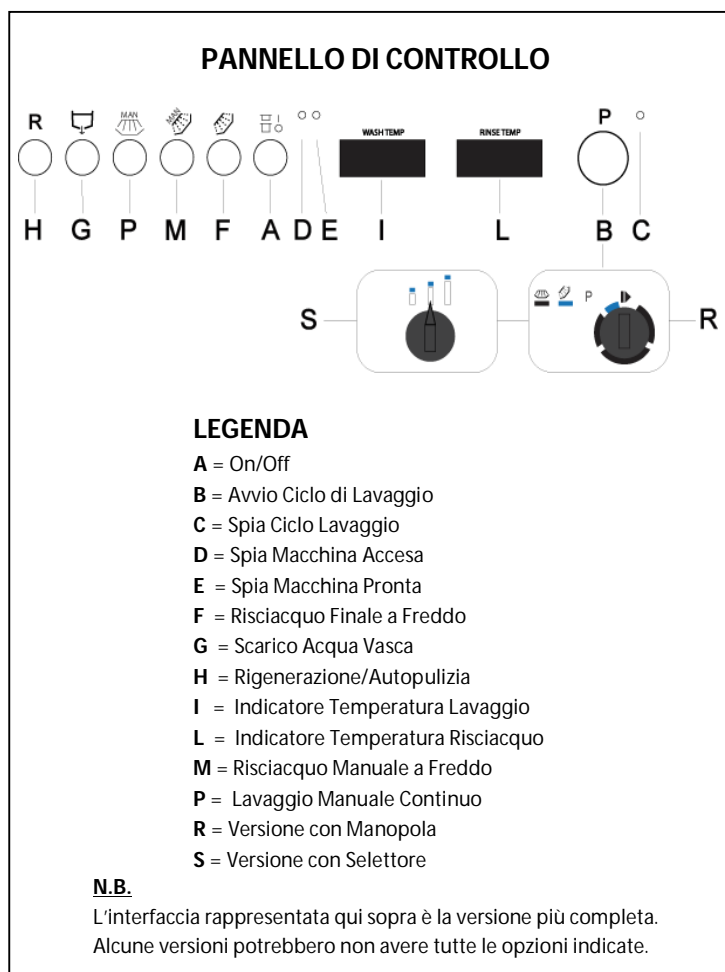 PANNELLO DI CONTROLLO
R MAN MAN P
WASH TEMP RINSE TEMP
H G P M F A D E I L B C
S P R
LEGENDA
A = On/Off
B = Avvio Ciclo di Lavaggio
C = Spia Ciclo Lavaggio
D = Spia Macchina Accesa
E = Spia Macchina Pronta
F = Risciacquo Finale a Freddo
G = Scarico Acqua Vasca
H = Rigenerazione/Autopulizia
I = Indicatore Temperatura Lavaggio
L = Indicatore Temperatura Risciacquo
M = Risciacquo Manuale a Freddo
P = Lavaggio Manuale Continuo
R = Versione con Manopola
S = Versione con Selettore
N.B.
L'interfaccia rappresentata qui sopra è la versione più completa.
Alcune versioni potrebbero non avere tutte le opzioni indicate.